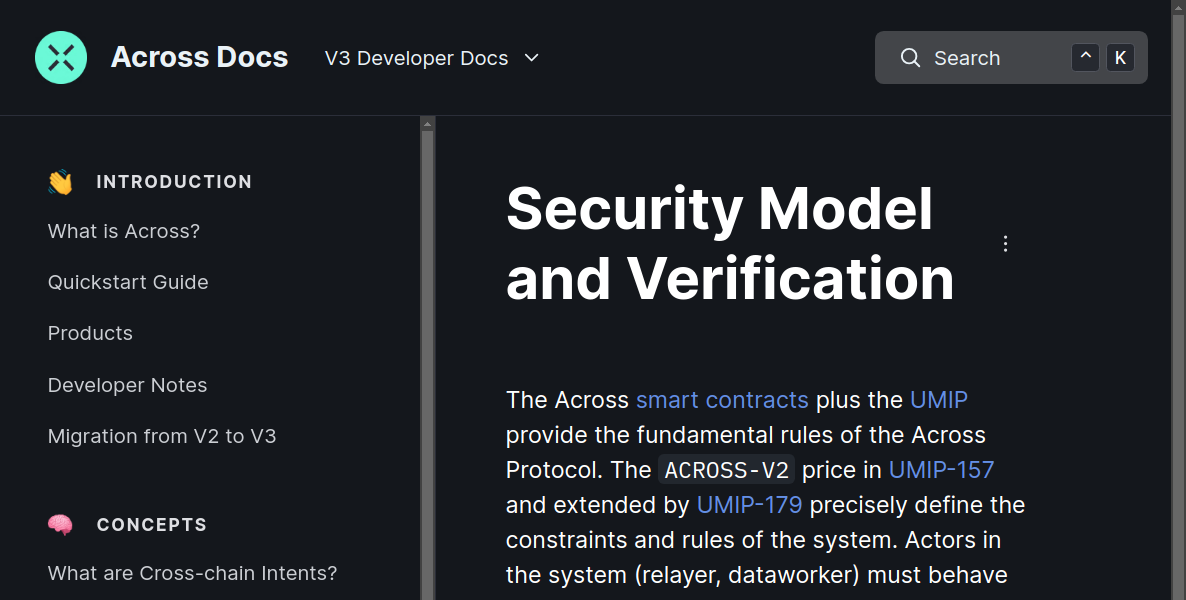 Across Docs
V3 Developer Docs
Search
^ K
INTRODUCTION
What is Across?
Quickstart Guide
Products
Developer Notes
Migration from V2 to V3
CONCEPTS
What are Cross-chain Intents?
Security Model
and Verification
The Across smart contracts plus the UMIP
provide the fundamental rules of the Across
Protocol. The ACROSS-V2 price in UMIP-157
and extended by UMIP-179 precisely define the
constraints and rules of the system. Actors in
the system (relayer, dataworker) must behave